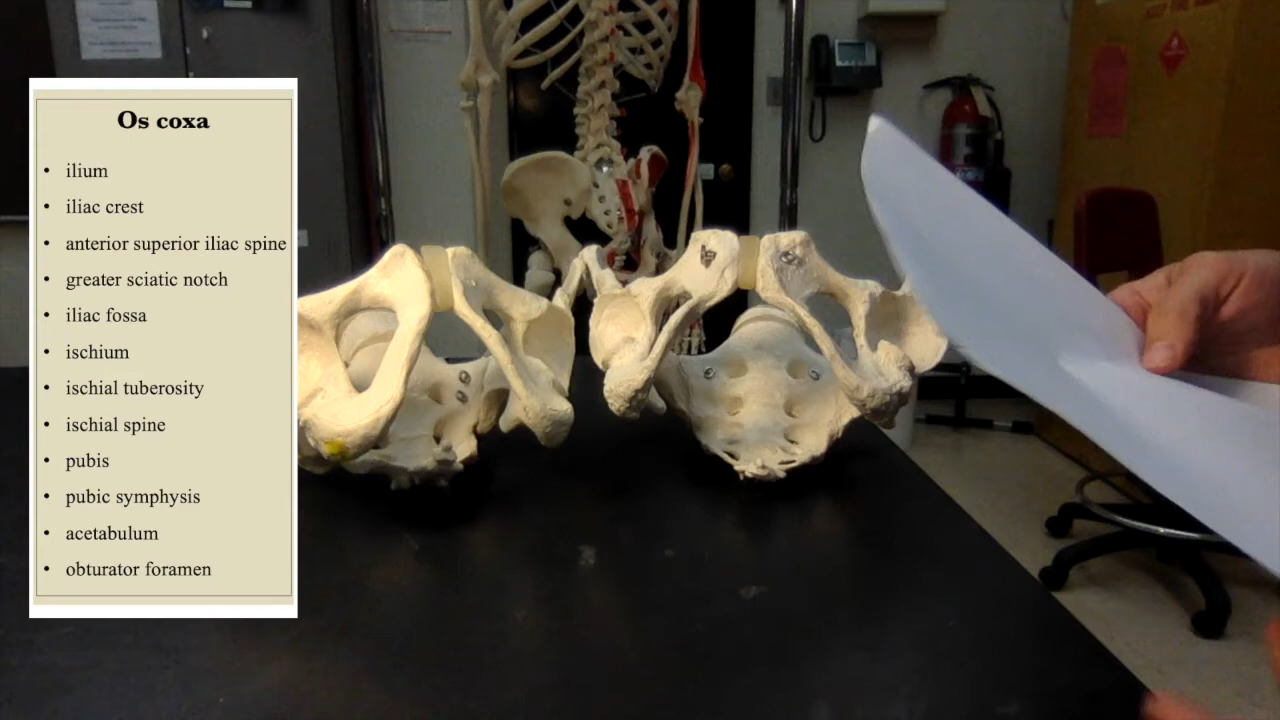 Os coxa
• ilium
• iliac crest
• anterior superior iliac spine
• greater sciatic notch
• iliac fossa
• ischium
• ischial tuberosity
• ischial spine
• pubis
• pubic symphysis
• acetabulum
• obturator foramen